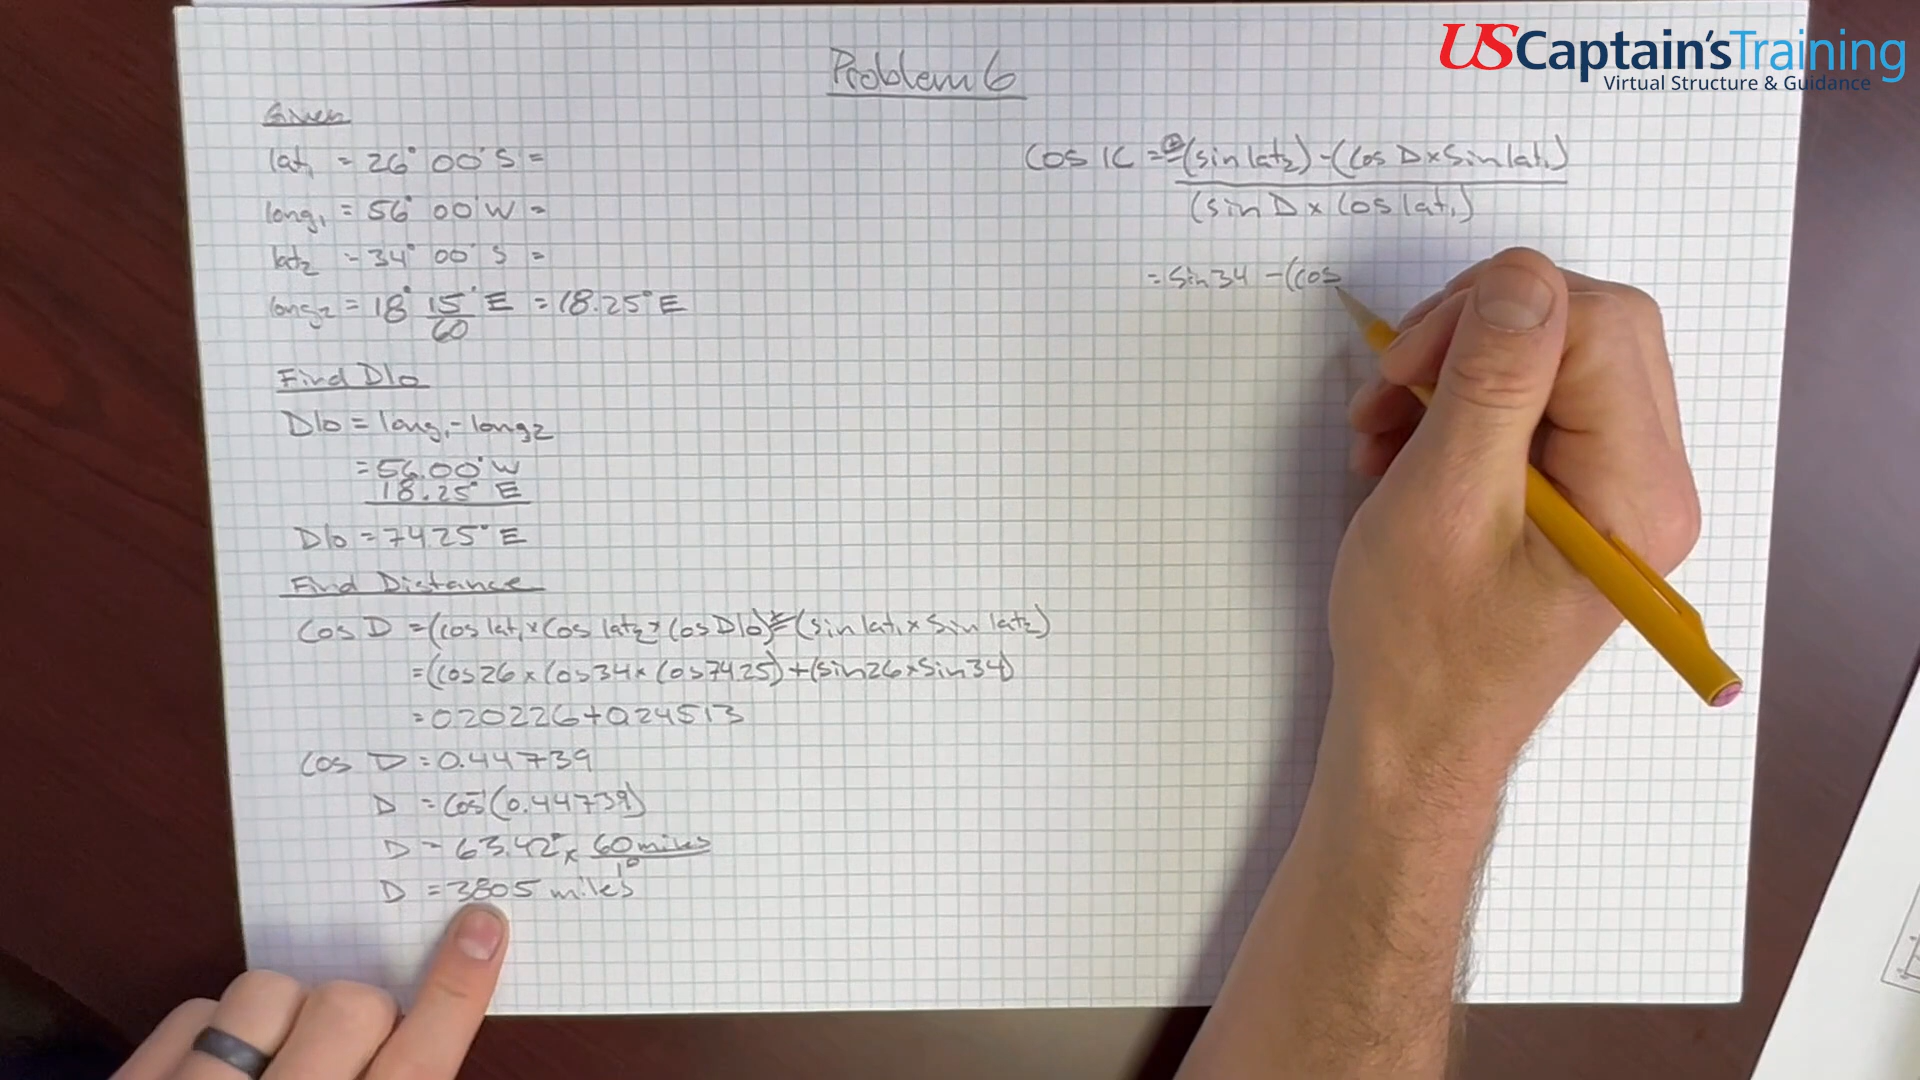 USCaptain'sTraining
Virtual Structure & Guidance
Problem 6
Given
lat₁ = 26° 00' S =
long₁ = 56° 00' W =
lat₂ = 34° 00' S =
long₂ = 18° 15'/60 E = 18.25° E
Find Dlo
Dlo = long₁ - long₂
= 56.00° W
18.25° E
Dlo = 74.25° E
Find Distance
Cos D = (cos lat₁ x cos lat₂ x cos Dlo) ± (sin lat₁ x sin lat₂)
= (cos 26 x cos 34 x cos 74.25) + (sin 26 x sin 34)
= 0.20226 + 0.24513
Cos D = 0.44739
D = cos⁻¹(0.44739)
D = 63.42° x 60 miles/1°
D = 3805 miles
Cos IC = (sin lat₂) - (cos D x sin lat₁)
(sin D x cos lat₁)
= sin 34 - (cos